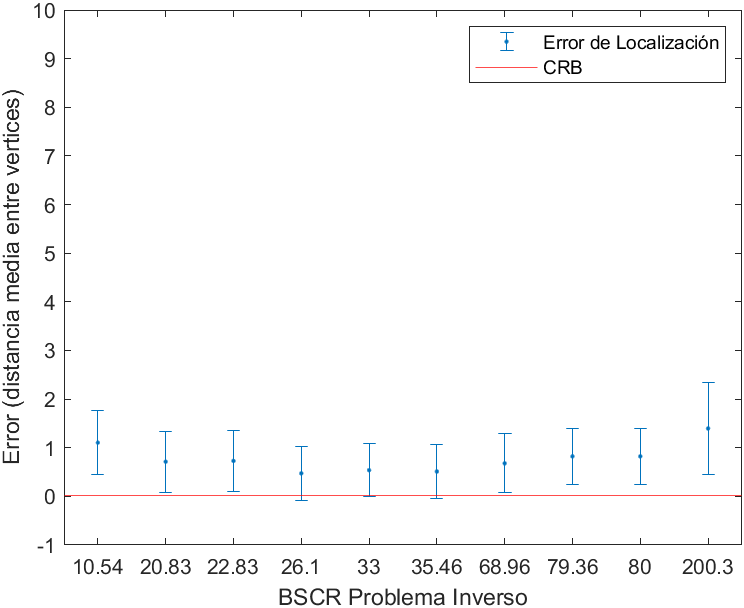 10
9
8
7
6
5
4
3
2
1
0
-1
Error (distancia media entre vertices)
Error de Localización
CRB
10.54 20.83 22.83 26.1 33 35.46 68.96 79.36 80 200.3
BSCR Problema Inverso